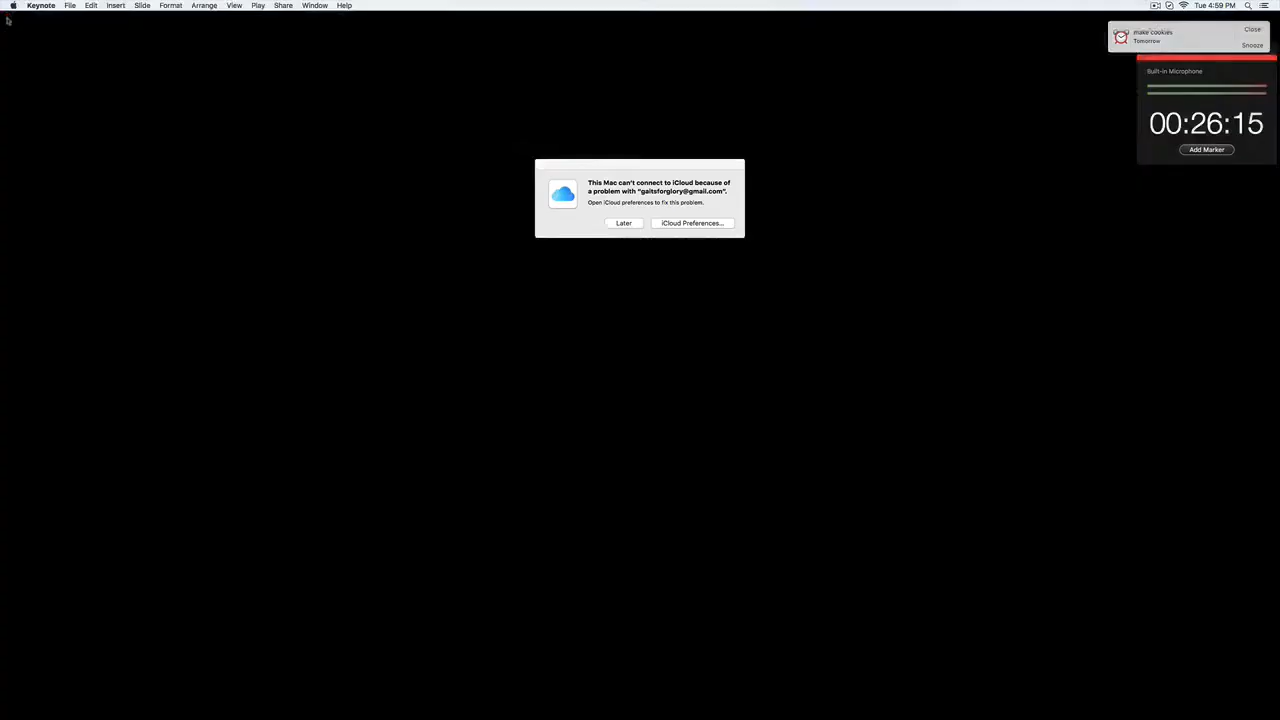 Keynote File Edit Insert Slide Format Arrange View Play Share Window Help Tue 4:59 PM
make cookies Close
Tomorrow Snooze
Built-in Microphone
00:26:15
Add Marker
This Mac can't connect to iCloud because of
a problem with "gaitsforglory@gmail.com".
Open iCloud preferences to fix this problem.
Later iCloud Preferences...